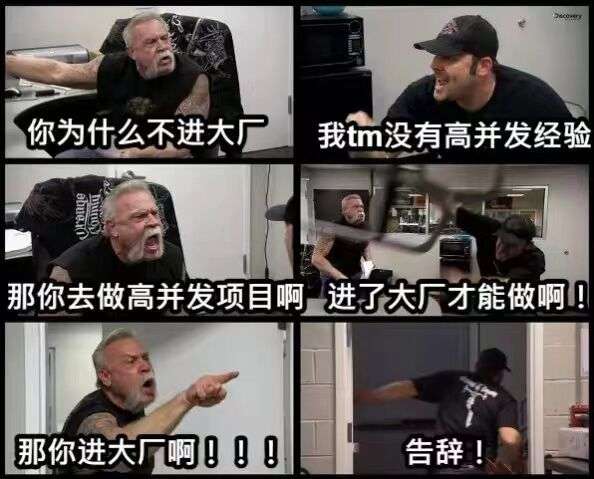 Discovery
你为什么不进大厂
我tm没有高并发经验
那你去做高并发项目啊
进了大厂才能做啊！
那你进大厂啊！！！
告辞！